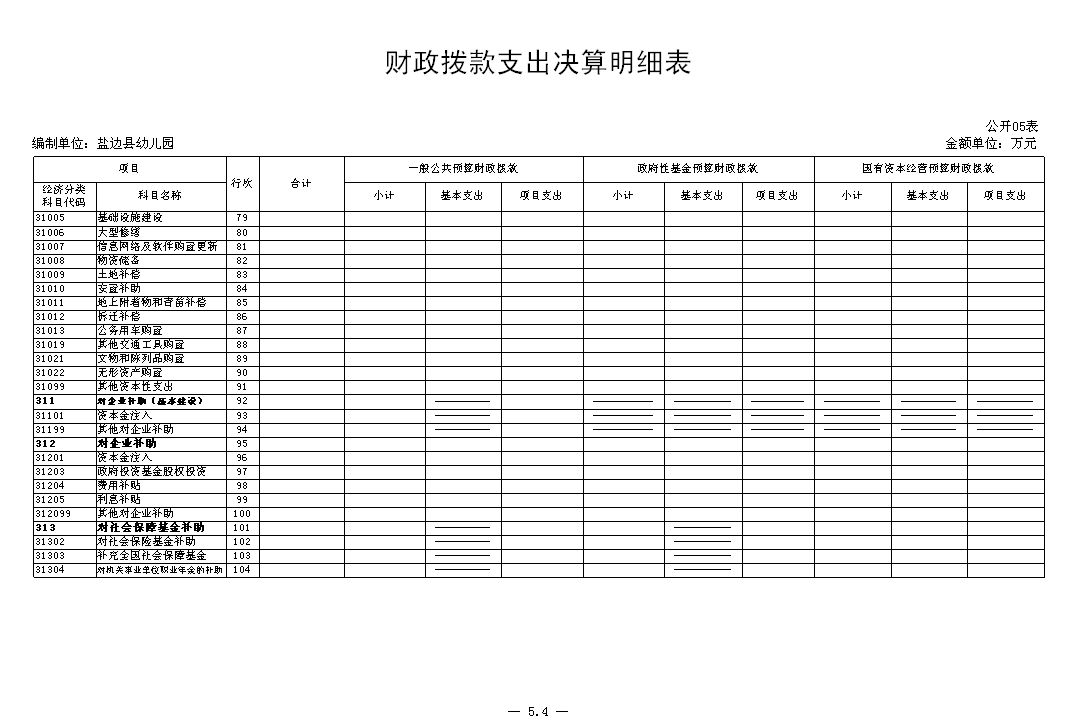 财政拨款支出决算明细表
公开05表
编制单位：盐边县幼儿园 金额单位：万元
项目 行次 合计 一般公共预算财政拨款 政府性基金预算财政拨款 国有资本经营预算财政拨款
经济分类科目代码 科目名称 小计 基本支出 项目支出 小计 基本支出 项目支出 小计 基本支出 项目支出
31005 基础设施建设 79
31006 大型修缮 80
31007 信息网络及软件购置更新 81
31008 物资储备 82
31009 土地补偿 83
31010 安置补助 84
31011 地上附着物和青苗补偿 85
31012 拆迁补偿 86
31013 公务用车购置 87
31019 其他交通工具购置 88
31021 文物和陈列品购置 89
31022 无形资产购置 90
31099 其他资本性支出 91
311 对企业补助（基本建设） 92
31101 资本金注入 93
31199 其他对企业补助 94
312 对企业补助 95
31201 资本金注入 96
31203 政府投资基金股权投资 97
31204 费用补贴 98
31205 利息补贴 99
312099 其他对企业补助 100
313 对社会保障基金补助 101
31302 对社会保险基金补助 102
31303 补充全国社会保障基金 103
31304 对机关事业单位职业年金的补助 104
— 5.4 —